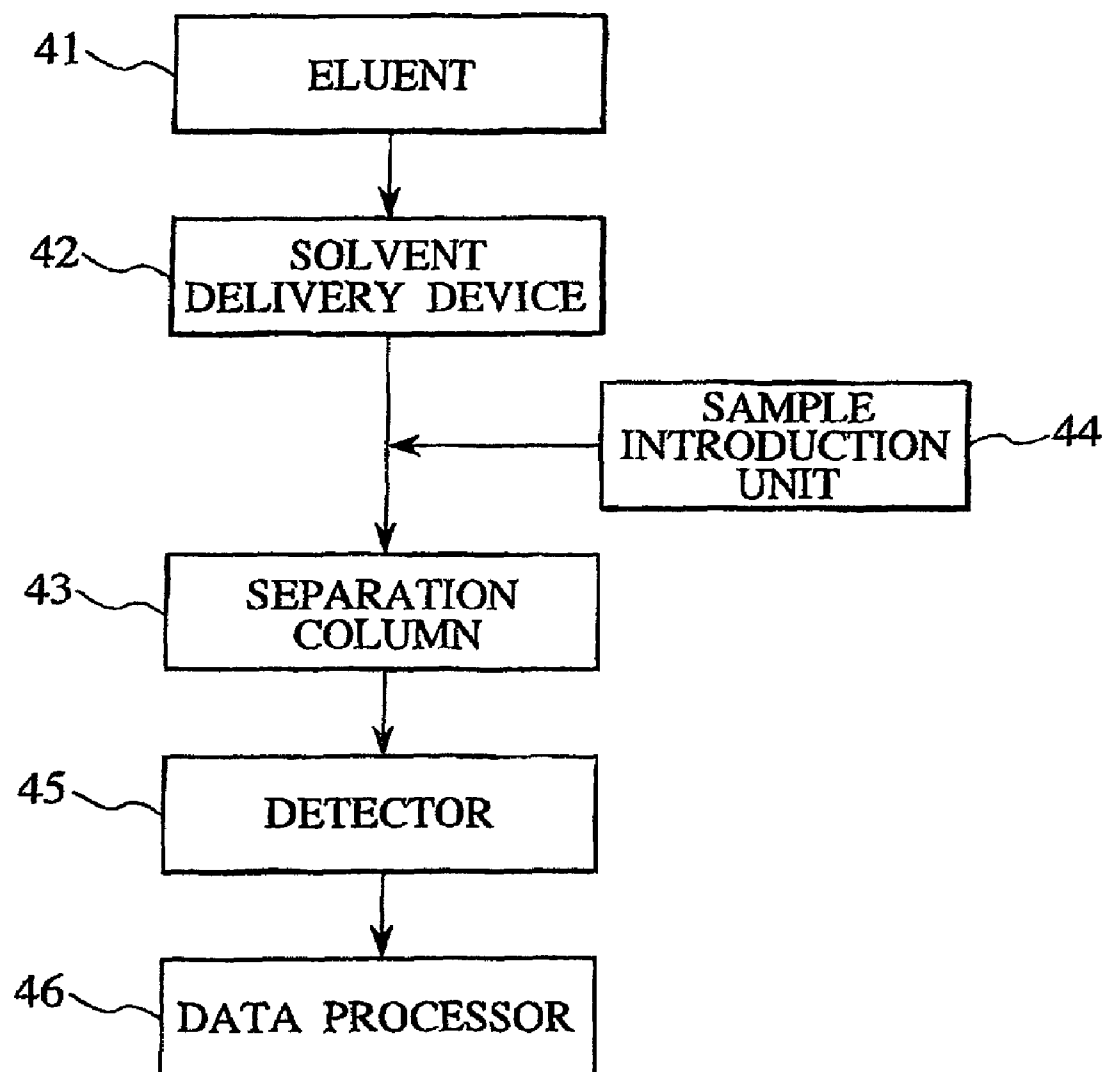 41
ELUENT
42
SOLVENT
DELIVERY DEVICE
SAMPLE
INTRODUCTION
UNIT
44
43
SEPARATION
COLUMN
45
DETECTOR
46
DATA PROCESSOR